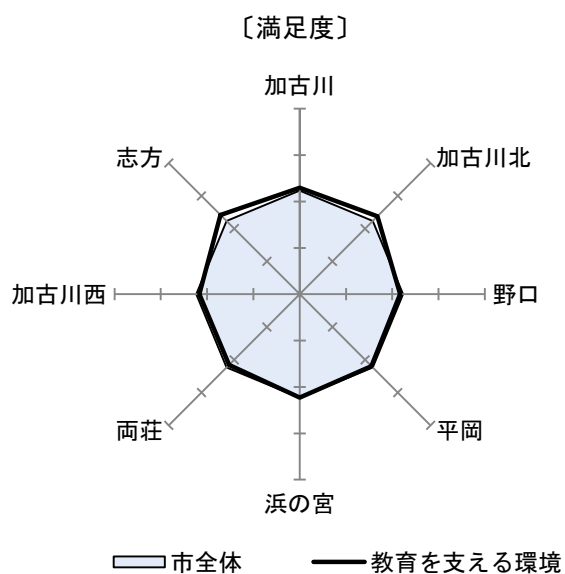 〔満足度〕
加古川
志方
加古川北
加古川西
野口
両荘
平岡
浜の宮
市全体
教育を支える環境